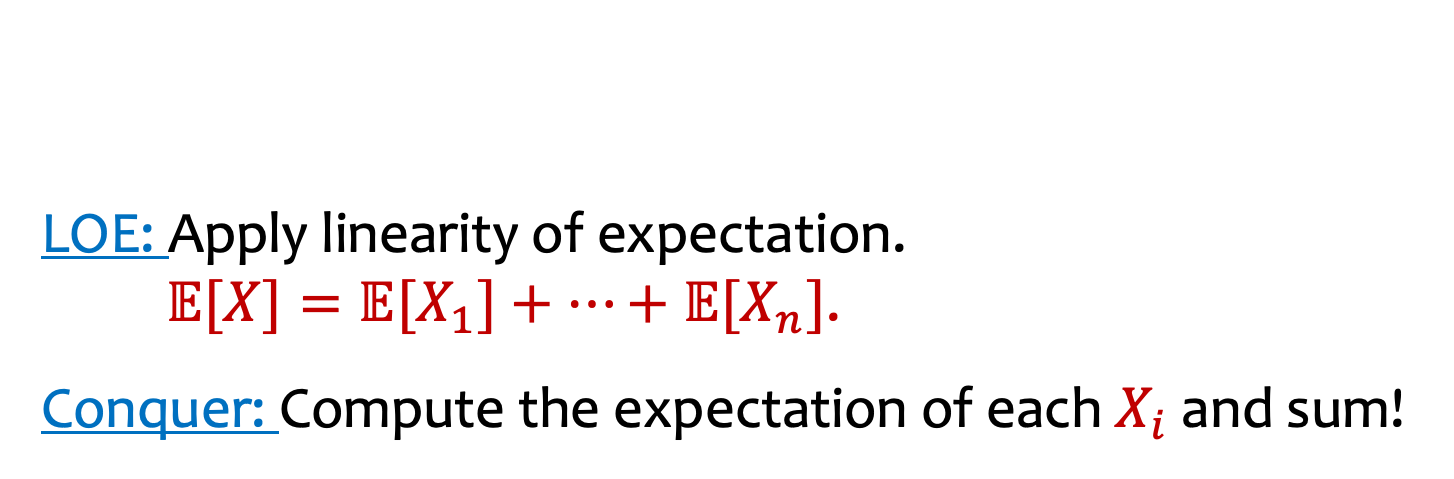 LOE: Apply linearity of expectation.
𝔼[𝑋] = 𝔼[𝑋₁] + ⋯ + 𝔼[𝑋ₙ].
Conquer: Compute the expectation of each 𝑋ᵢ and sum!